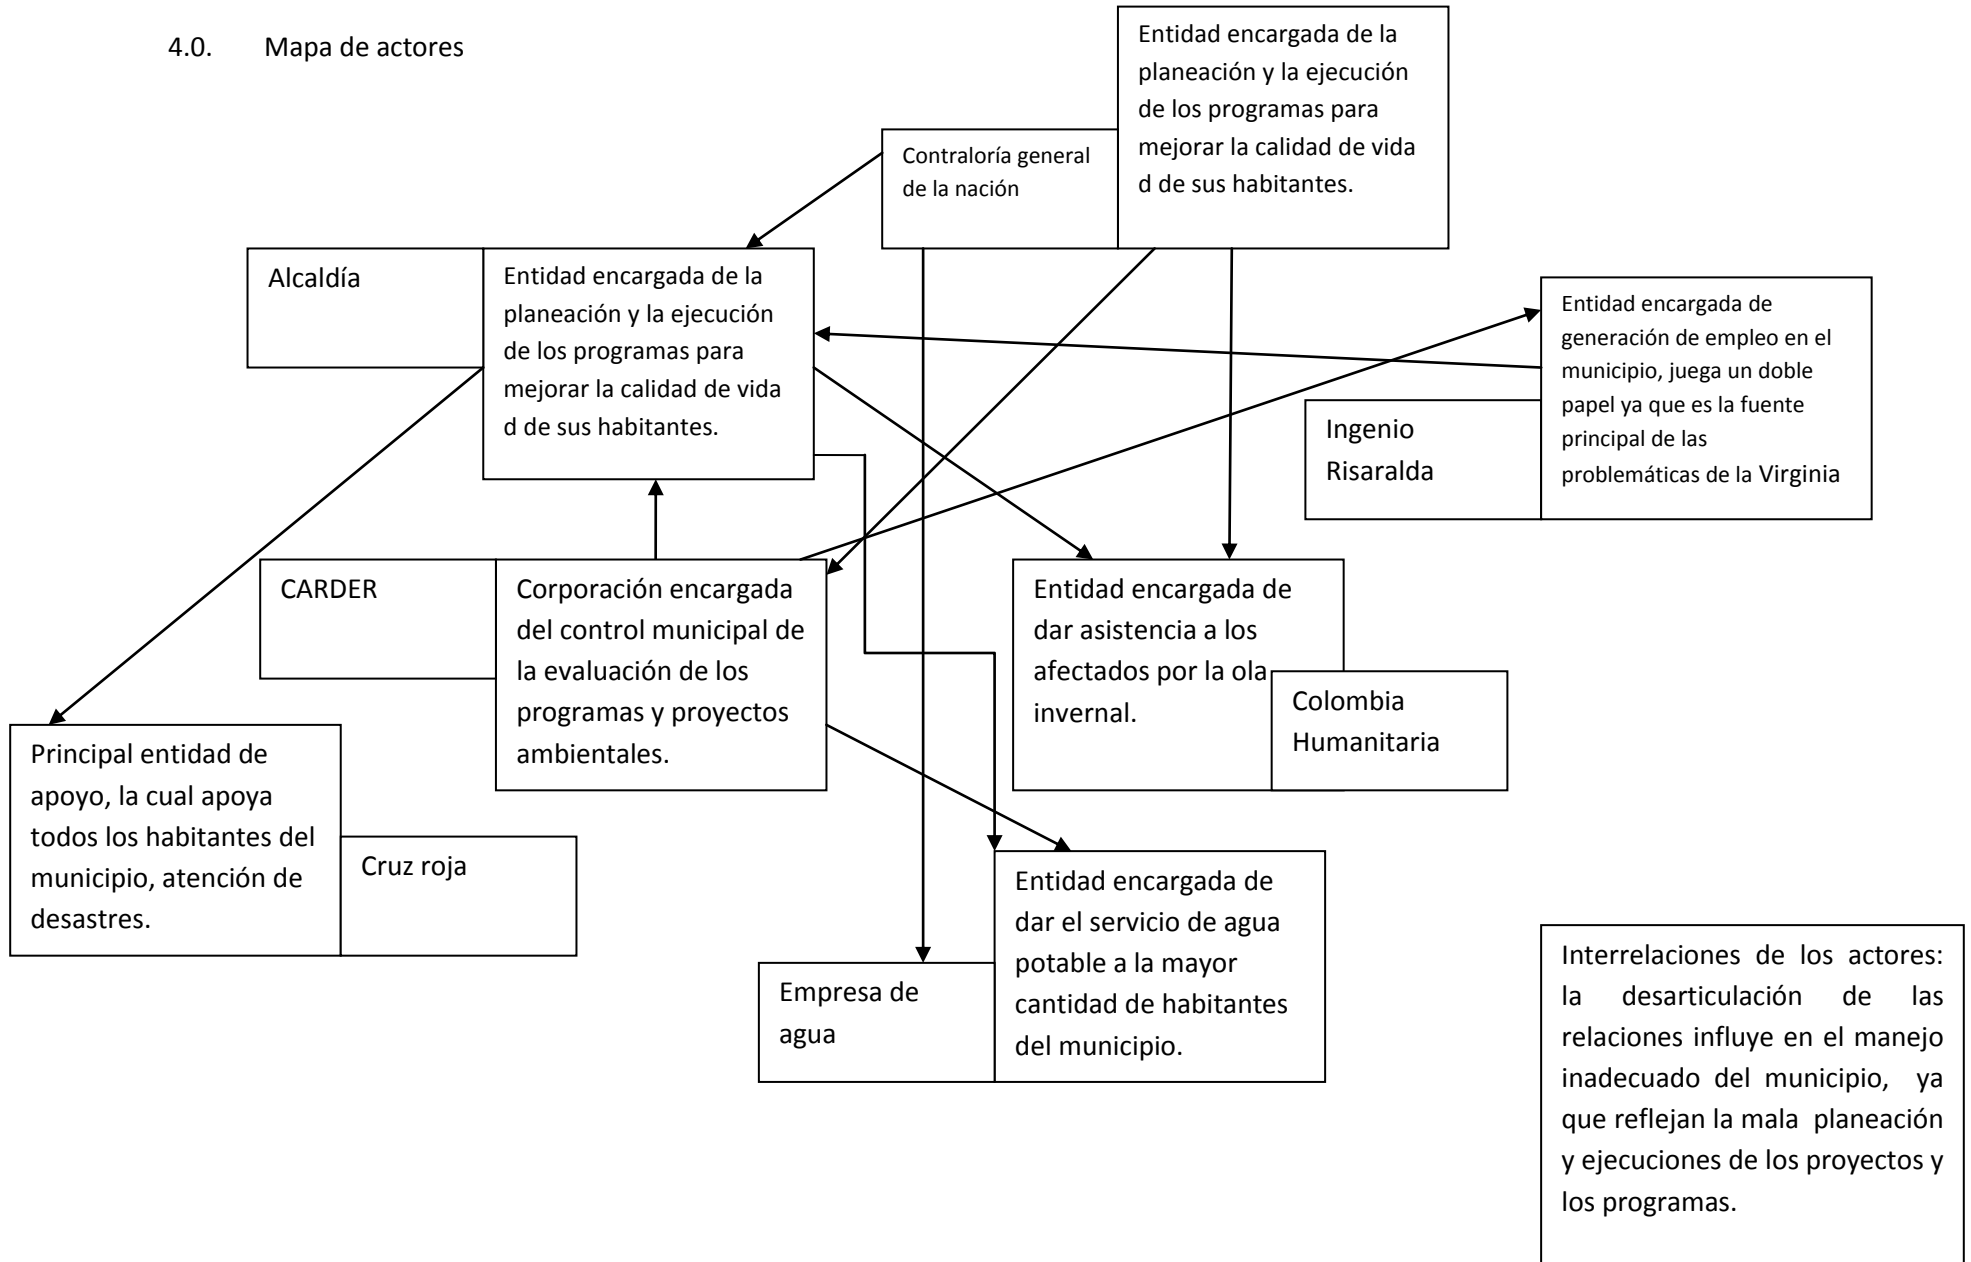 4.0. Mapa de actores
Entidad encargada de la
planeación y la ejecución
de los programas para
mejorar la calidad de vida
d de sus habitantes.
Contraloría general
de la nación
Alcaldía
Entidad encargada de la
planeación y la ejecución
de los programas para
mejorar la calidad de vida
d de sus habitantes.
Entidad encargada de
generación de empleo en el
municipio, juega un doble
papel ya que es la fuente
principal de las
problemáticas de la Virginia
Ingenio
Risaralda
CARDER
Corporación encargada
del control municipal de
la evaluación de los
programas y proyectos
ambientales.
Entidad encargada de
dar asistencia a los
afectados por la ola
invernal.
Colombia
Humanitaria
Principal entidad de
apoyo, la cual apoya
todos los habitantes del
municipio, atención de
desastres.
Cruz roja
Empresa de
agua
Entidad encargada de
dar el servicio de agua
potable a la mayor
cantidad de habitantes
del municipio.
Interrelaciones de los actores:
la desarticulación de las
relaciones influye en el manejo
inadecuado del municipio, ya
que reflejan la mala planeación
y ejecuciones de los proyectos y
los programas.